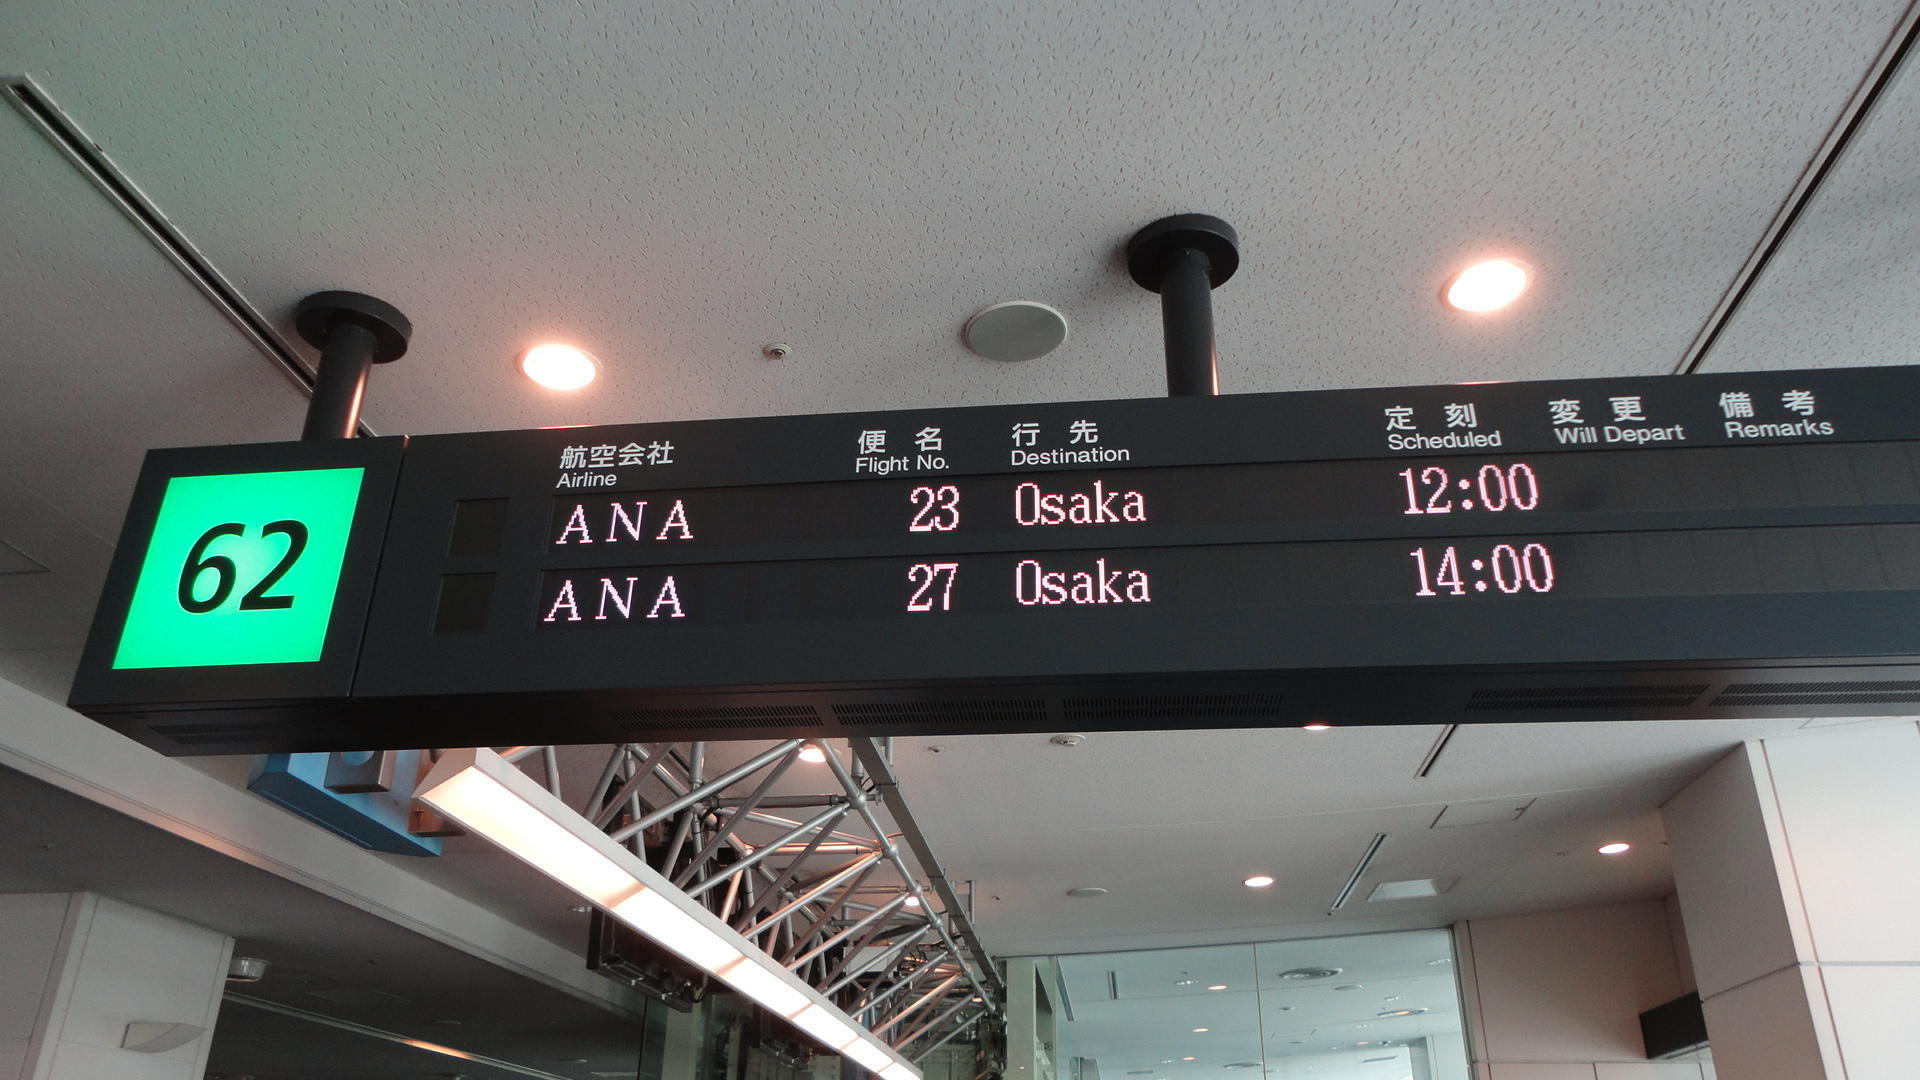 62
航空会社 便名 行先 定刻 変更 備考
Airline Flight No. Destination Scheduled Will Depart Remarks
ANA 23 Osaka 12:00
ANA 27 Osaka 14:00